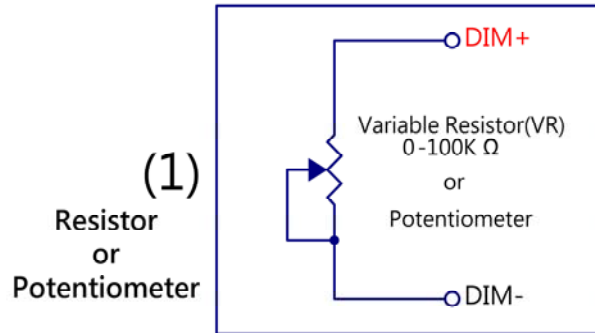 DIM+
Variable Resistor(VR)
0-100K Ω
or
Potentiometer
(1)
Resistor
or
Potentiometer
DIM-